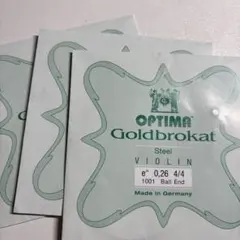 OPTIMA
Goldbrokat
Steel
VIOLIN
e" 0,26 4/4
1001 Ball End
Made in Germany